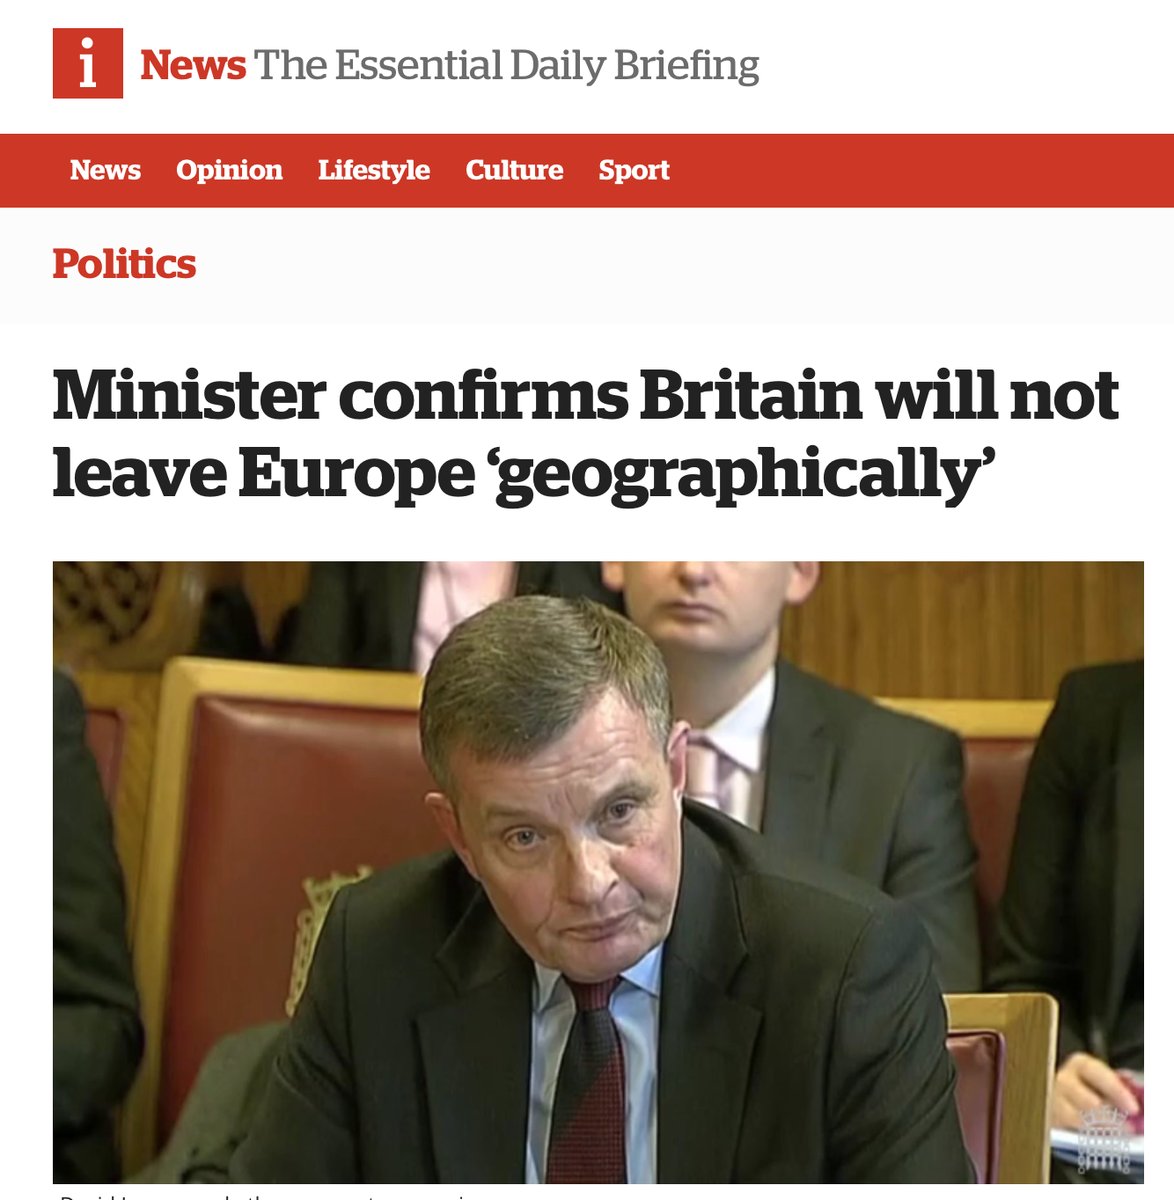 i News The Essential Daily Briefing
News Opinion Lifestyle Culture Sport
Politics
Minister confirms Britain will not
leave Europe ‘geographically’